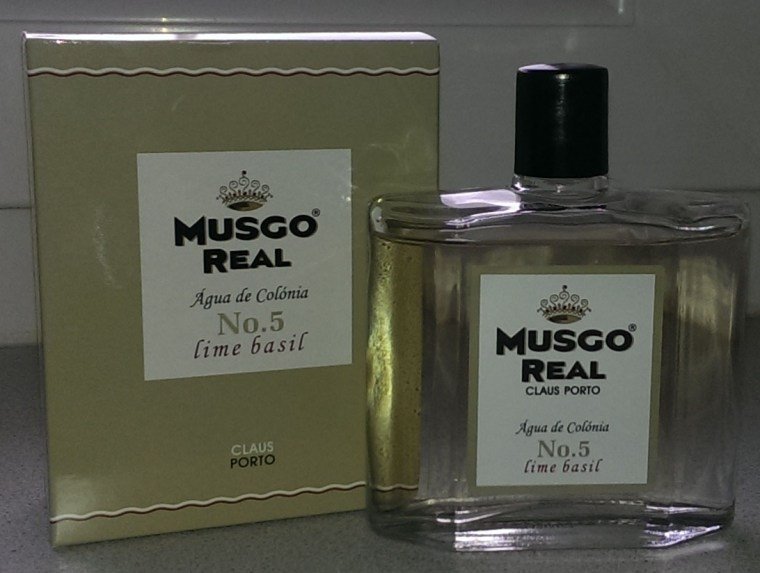 MUSGO®
REAL
Água de Colónia
No.5
lime basil
CLAUS
PORTO
MUSGO®
REAL
CLAUS PORTO
Água de Colónia
No.5
lime basil